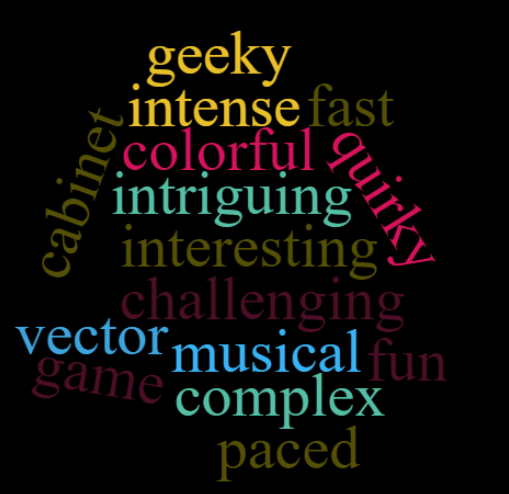 geeky
intense fast
cabinet
colorful
quirky
intriguing
interesting
challenging
vector
musical fun
game
complex
paced